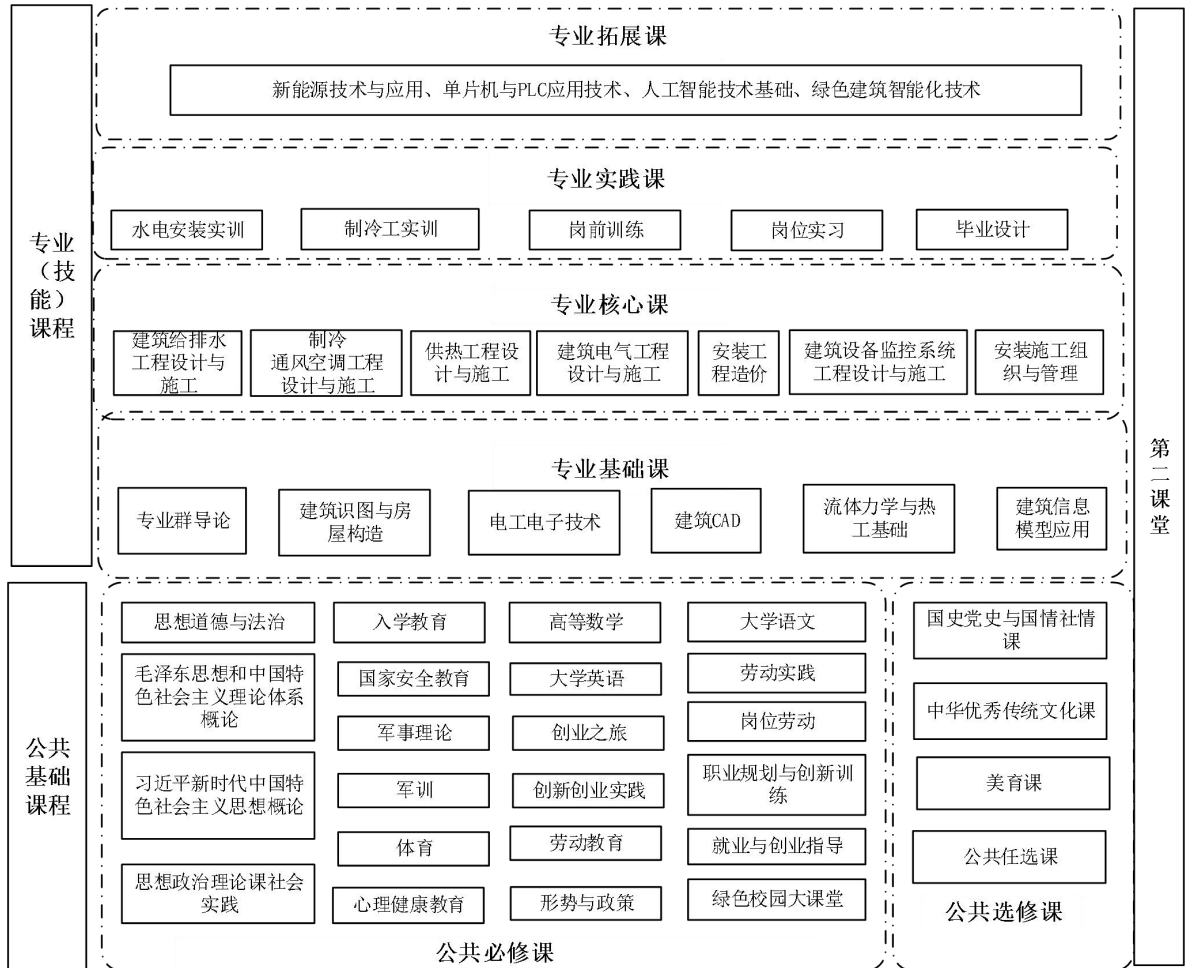 专业拓展课
新能源技术与应用、单片机与PLC应用技术、人工智能技术基础、绿色建筑智能化技术
专业
（技
能）
课程
专业实践课
水电安装实训
制冷工实训
岗前训练
岗位实习
毕业设计
专业核心课
建筑给排水
工程设计与
施工
制冷
通风空调工程
设计与施工
供热工程设
计与施工
建筑电气工程
设计与施工
安装工
程造价
建筑设备监控系统
工程设计与施工
安装施工组
织与管理
专业基础课
专业群导论
建筑识图与房
屋构造
电工电子技术
建筑CAD
流体力学与热
工基础
建筑信息
模型应用
第
二
课
堂
公共
基础
课程
思想道德与法治
毛泽东思想和中国特
色社会主义理论体系
概论
习近平新时代中国特
色社会主义思想概论
思想政治理论课社会
实践
入学教育
国家安全教育
军事理论
军训
体育
心理健康教育
高等数学
大学英语
创业之旅
创新创业实践
劳动教育
形势与政策
大学语文
劳动实践
岗位劳动
职业规划与创新训
练
就业与创业指导
绿色校园大课堂
公共必修课
国史党史与国情社情
课
中华优秀传统文化课
美育课
公共任选课
公共选修课